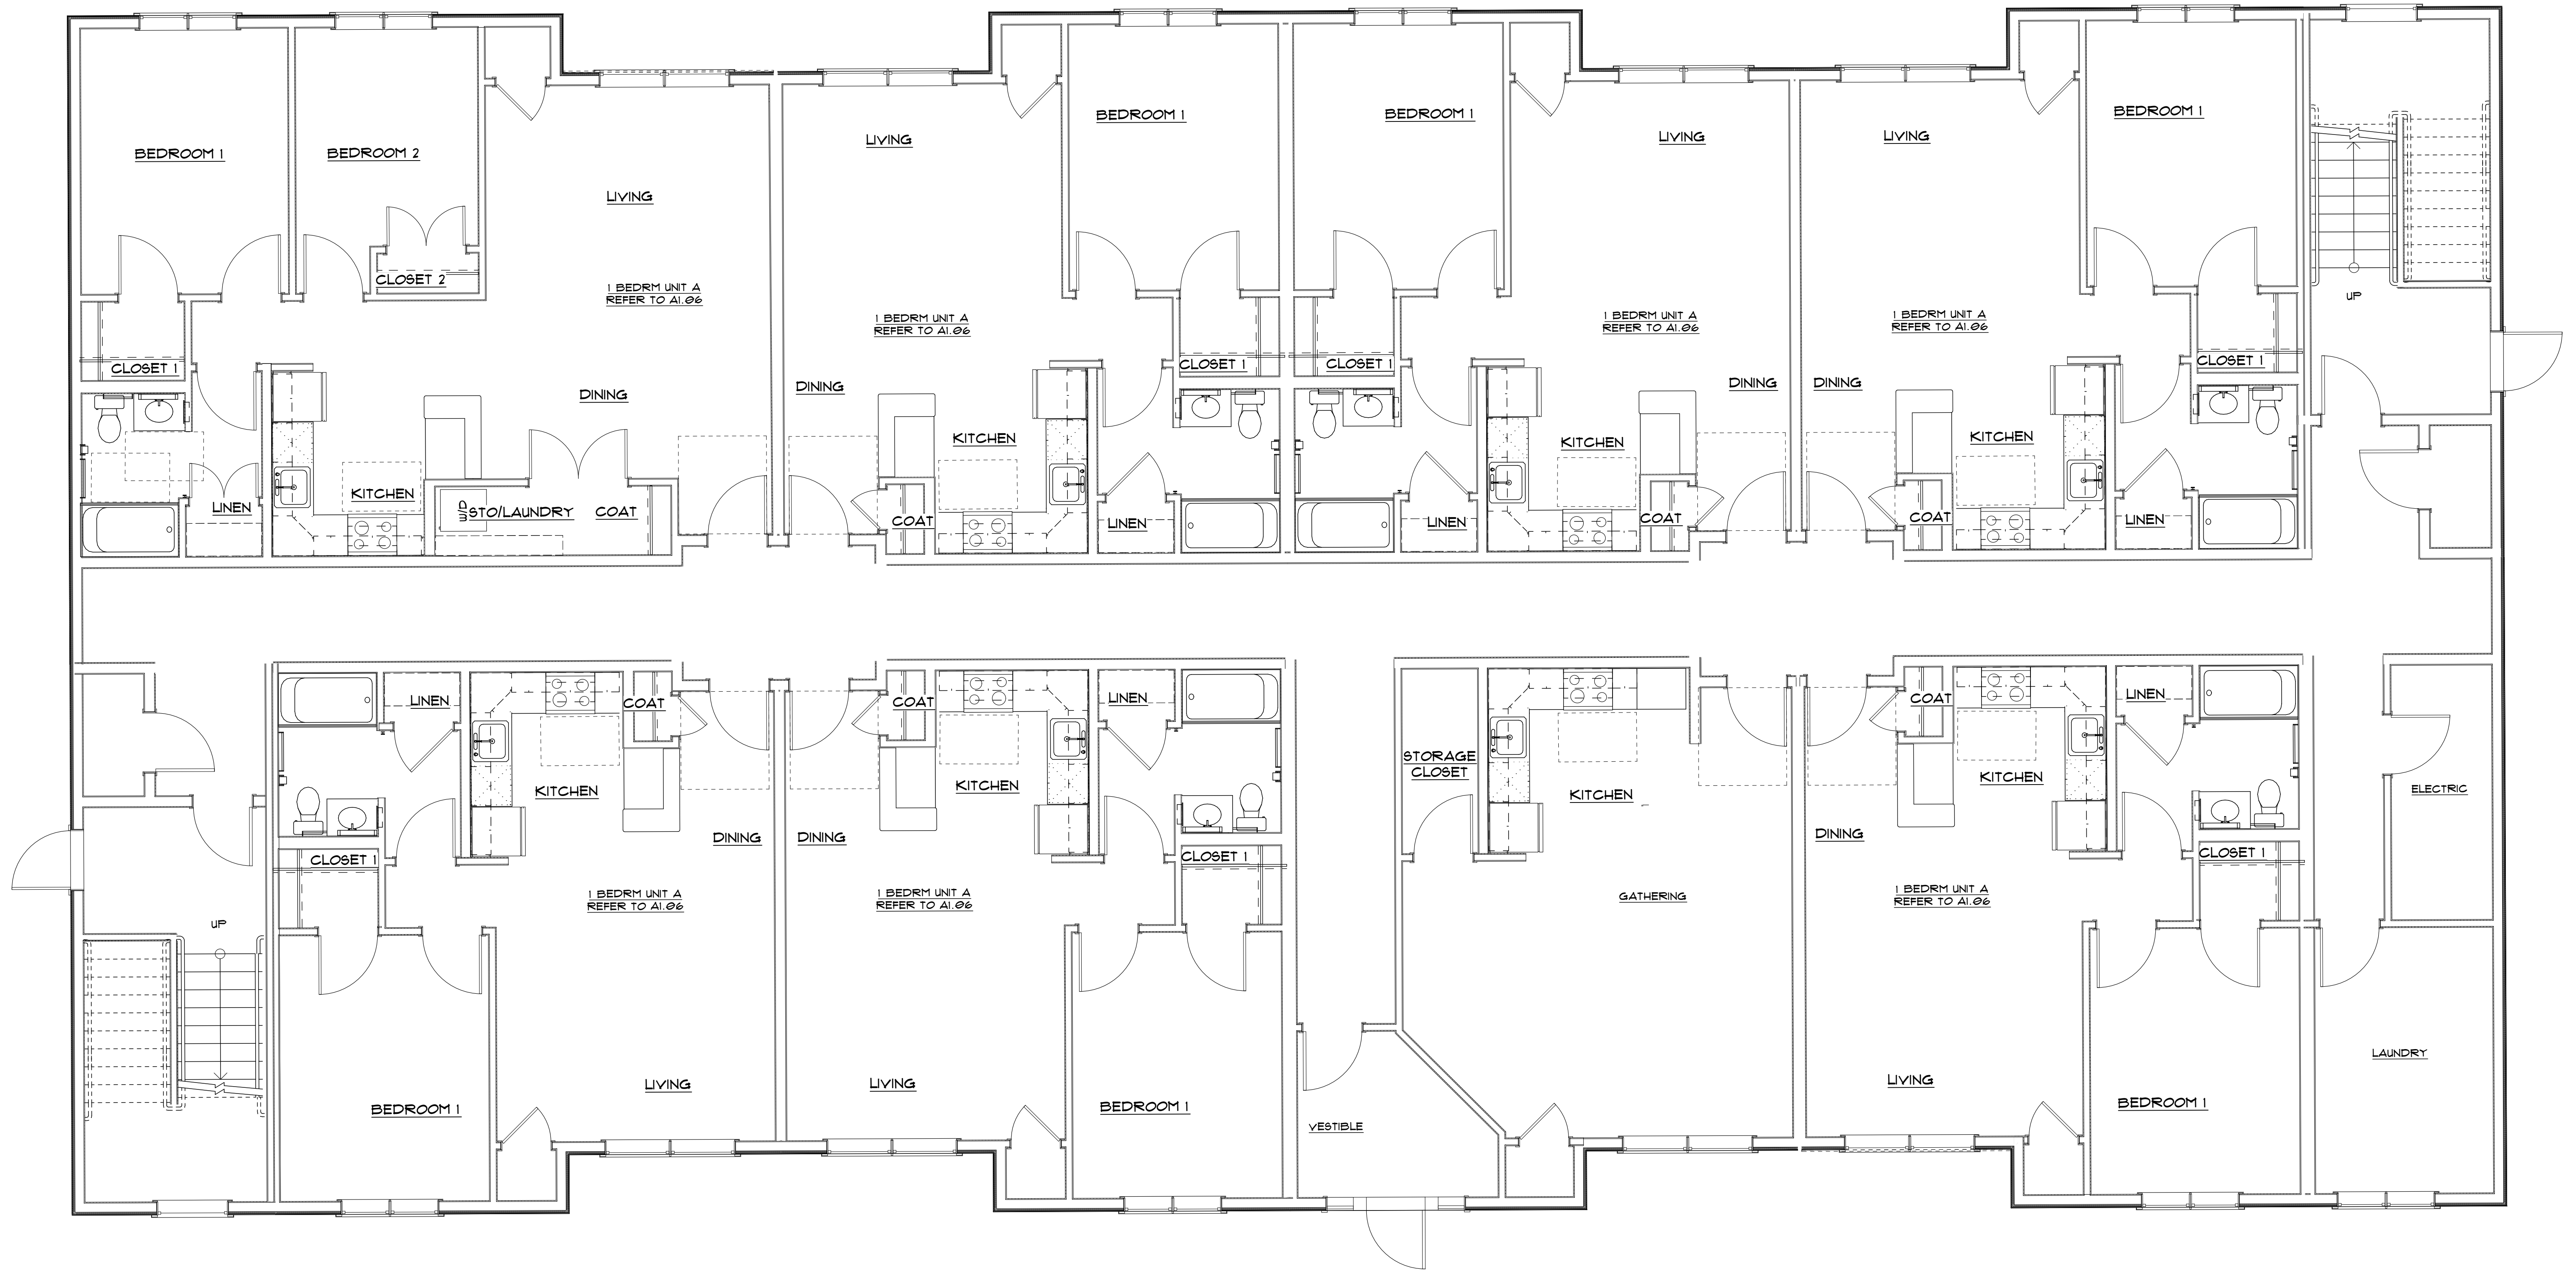 BEDROOM 1
BEDROOM 2
LIVING
CLOSET 2
1 BEDRM UNIT A
REFER TO A1.06
CLOSET 1
DINING
KITCHEN
LINEN
W/D
STO/LAUNDRY
COAT
LIVING
BEDROOM 1
1 BEDRM UNIT A
REFER TO A1.06
DINING
CLOSET 1
KITCHEN
COAT
LINEN
BEDROOM 1
LIVING
1 BEDRM UNIT A
REFER TO A1.06
CLOSET 1
DINING
KITCHEN
LINEN
COAT
LIVING
BEDROOM 1
1 BEDRM UNIT A
REFER TO A1.06
DINING
CLOSET 1
KITCHEN
COAT
LINEN
UP
LINEN
COAT
KITCHEN
DINING
CLOSET 1
1 BEDRM UNIT A
REFER TO A1.06
UP
LIVING
BEDROOM 1
COAT
LINEN
KITCHEN
DINING
CLOSET 1
1 BEDRM UNIT A
REFER TO A1.06
LIVING
BEDROOM 1
VESTIBLE
STORAGE
CLOSET
KITCHEN
GATHERING
COAT
LINEN
KITCHEN
DINING
CLOSET 1
1 BEDRM UNIT A
REFER TO A1.06
LIVING
BEDROOM 1
ELECTRIC
LAUNDRY